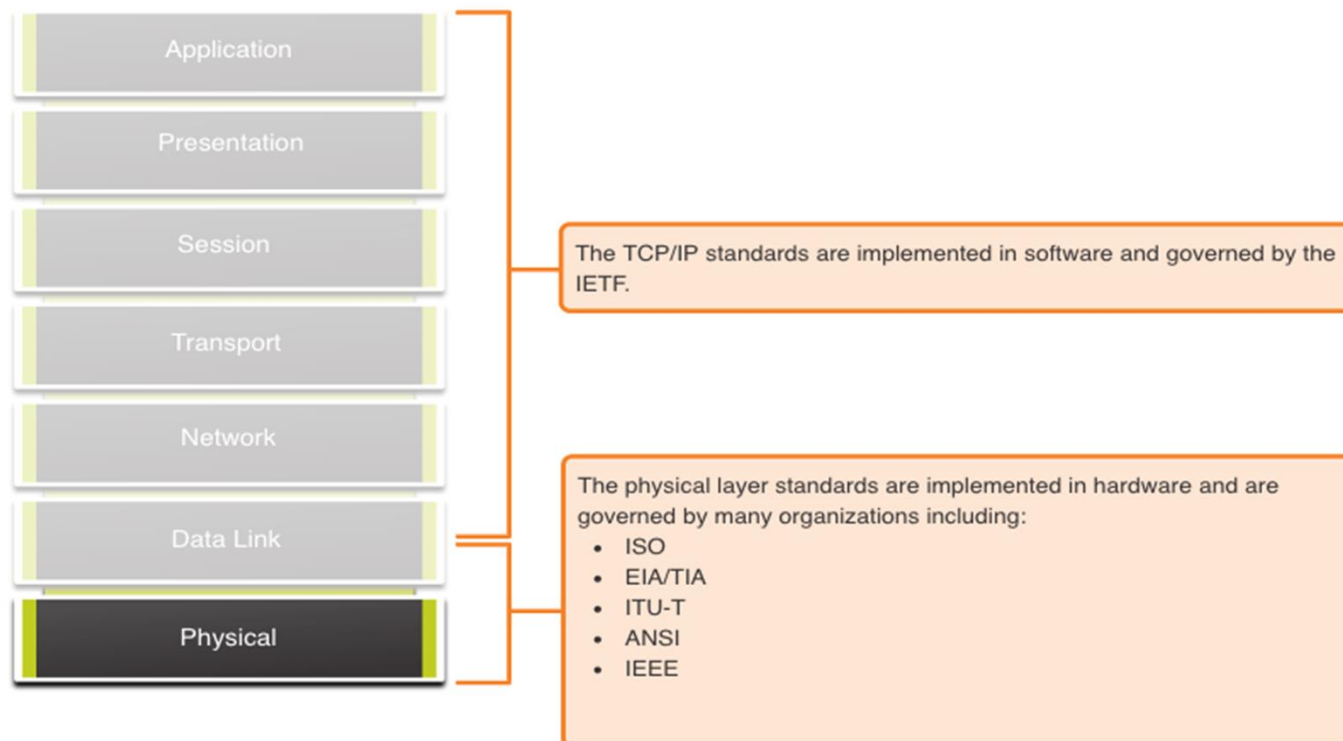 Application
Presentation
Session
Transport
Network
Data Link
Physical
The TCP/IP standards are implemented in software and governed by the
IETF.
The physical layer standards are implemented in hardware and are
governed by many organizations including:
• ISO
• EIA/TIA
• ITU-T
• ANSI
• IEEE